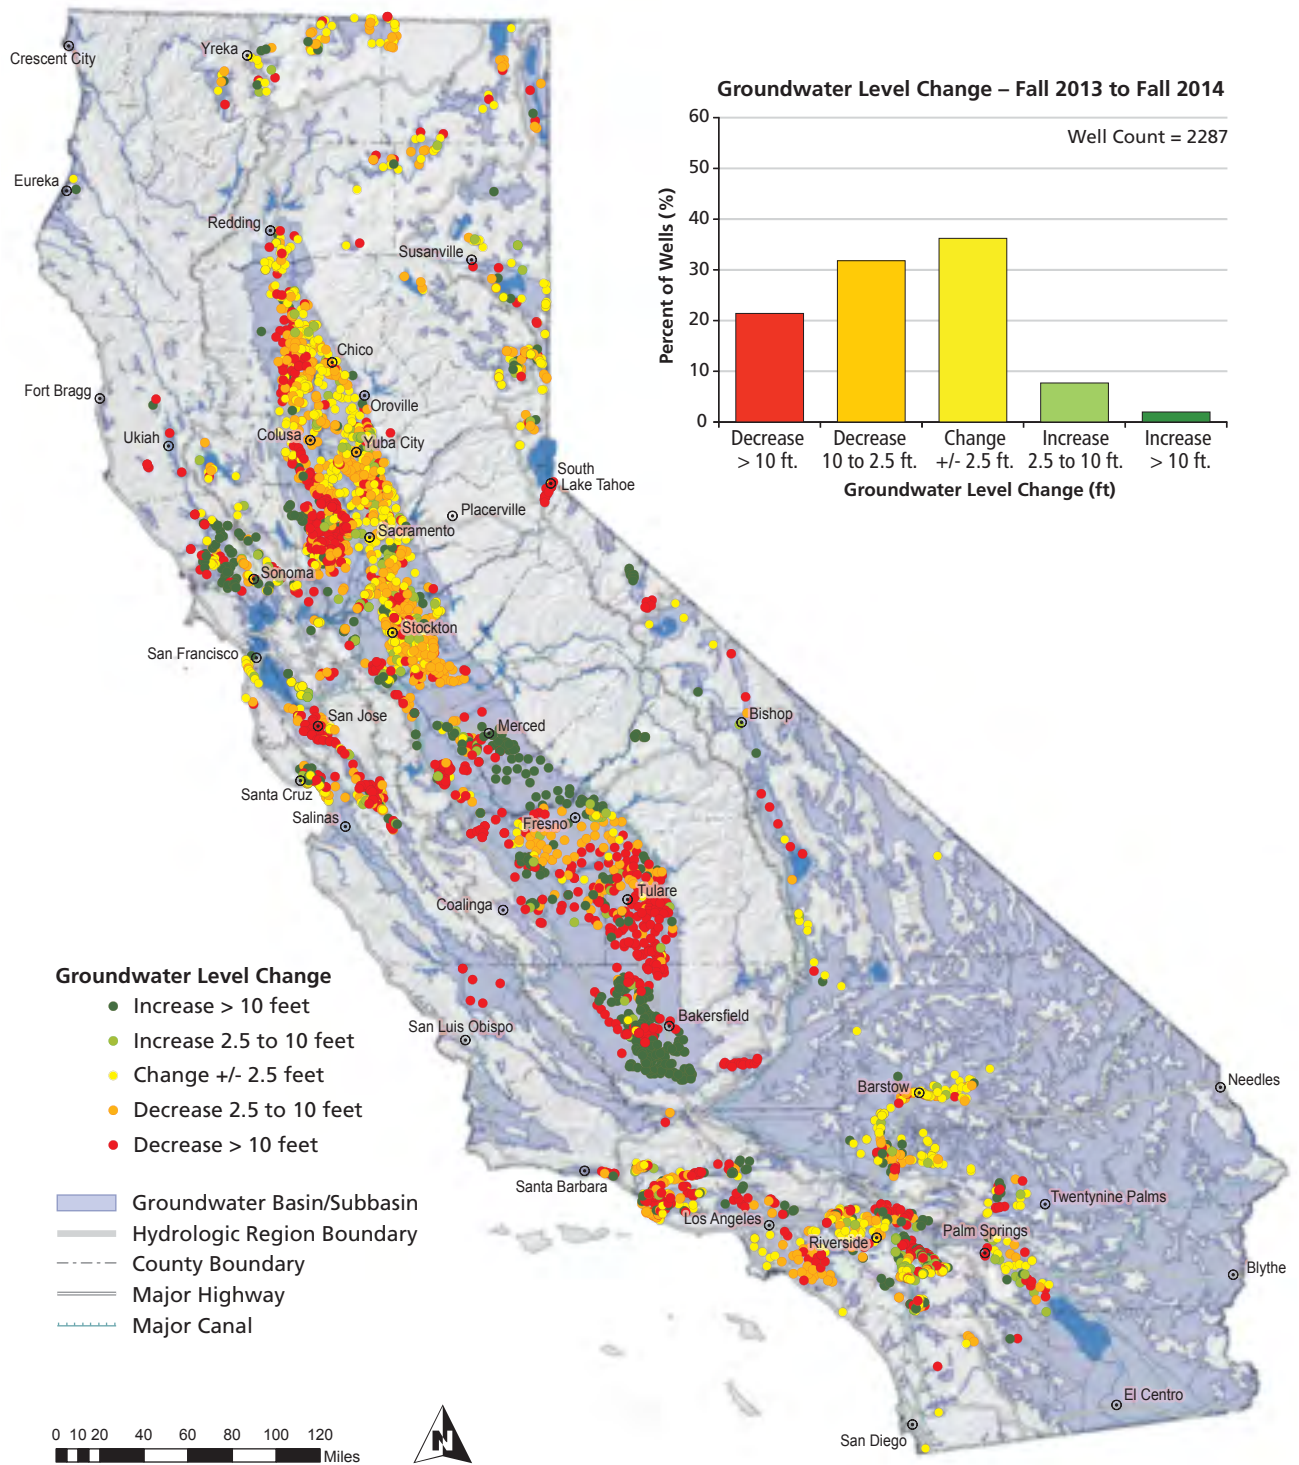 Crescent City
Yreka
Eureka
Redding
Susanville
Chico
Fort Bragg
Oroville
Ukiah
Colusa
Yuba City
South
Lake Tahoe
Placerville
Sacramento
Sonoma
Stockton
San Francisco
San Jose
Merced
Bishop
Santa Cruz
Salinas
Fresno
Tulare
Coalinga
San Luis Obispo
Bakersfield
Barstow
Needles
Santa Barbara
Los Angeles
Riverside
Palm Springs
Twentynine Palms
Blythe
El Centro
San Diego
Groundwater Level Change – Fall 2013 to Fall 2014
Well Count = 2287
Percent of Wells (%)
60
50
40
30
20
10
0
Decrease
> 10 ft.
Decrease
10 to 2.5 ft.
Change
+/- 2.5 ft.
Increase
2.5 to 10 ft.
Increase
> 10 ft.
Groundwater Level Change (ft)
Groundwater Level Change
Increase > 10 feet
Increase 2.5 to 10 feet
Change +/- 2.5 feet
Decrease 2.5 to 10 feet
Decrease > 10 feet
Groundwater Basin/Subbasin
Hydrologic Region Boundary
County Boundary
Major Highway
Major Canal
0 10 20 40 60 80 100 120
Miles
N